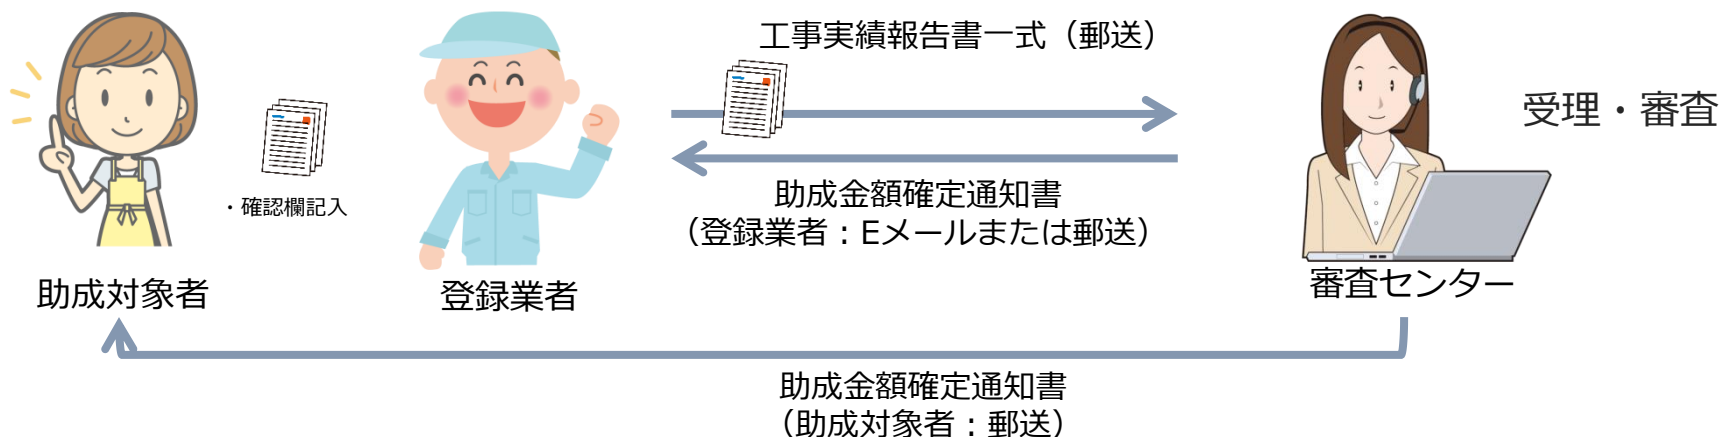 工事実績報告書一式（郵送）
受理・審査
・確認欄記入
助成金額確定通知書
（登録業者：Eメールまたは郵送）
助成対象者
登録業者
審査センター
助成金額確定通知書
（助成対象者：郵送）